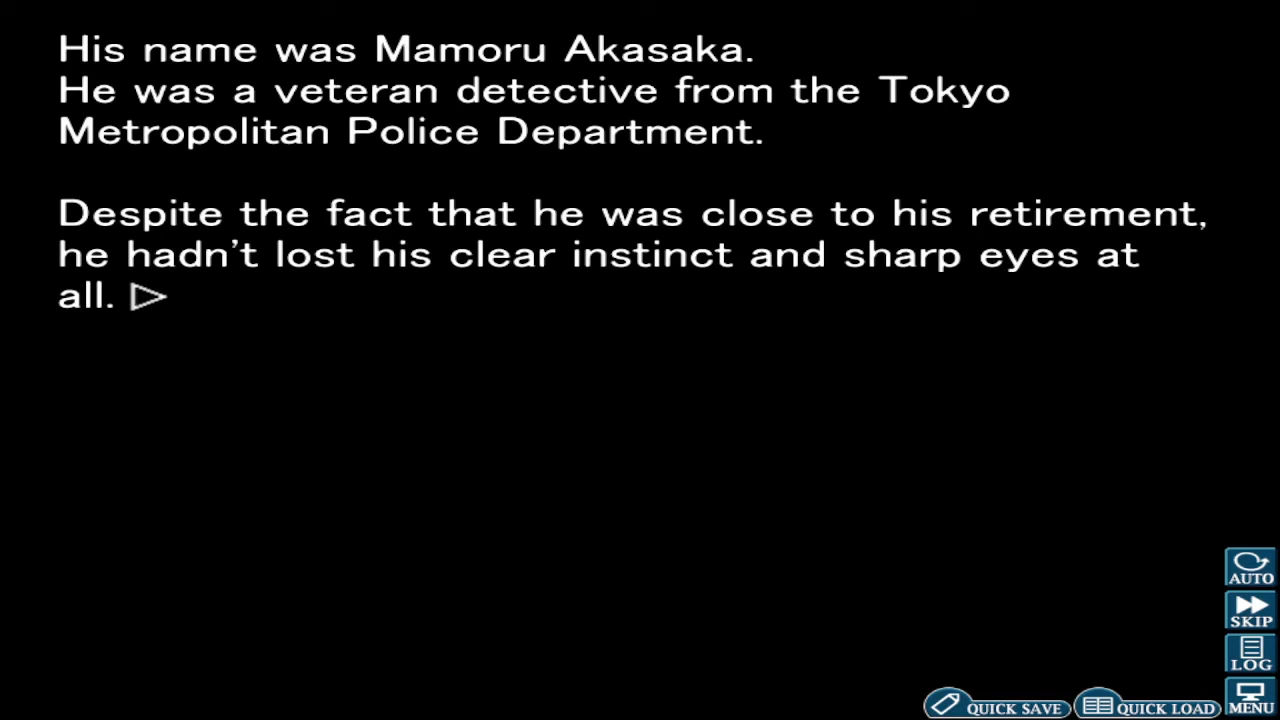 His name was Mamoru Akasaka.
He was a veteran detective from the Tokyo
Metropolitan Police Department.
Despite the fact that he was close to his retirement,
he hadn't lost his clear instinct and sharp eyes at
all.
AUTO
SKIP
LOG
MENU
QUICK SAVE
QUICK LOAD